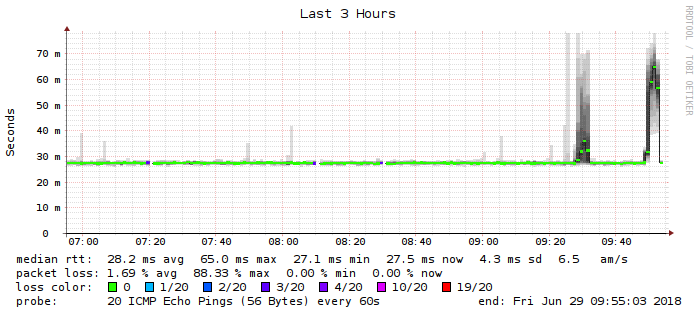 Last 3 Hours
RRDTOOL / TOBI OETIKER
Seconds
70 m
60 m
50 m
40 m
30 m
20 m
10 m
0
07:00 07:20 07:40 08:00 08:20 08:40 09:00 09:20 09:40
median rtt: 28.2 ms avg 65.0 ms max 27.1 ms min 27.5 ms now 4.3 ms sd 6.5 am/s
packet loss: 1.69 % avg 88.33 % max 0.00 % min 0.00 % now
loss color: 0 1/20 2/20 3/20 4/20 10/20 19/20
probe: 20 ICMP Echo Pings (56 Bytes) every 60s end: Fri Jun 29 09:55:03 2018